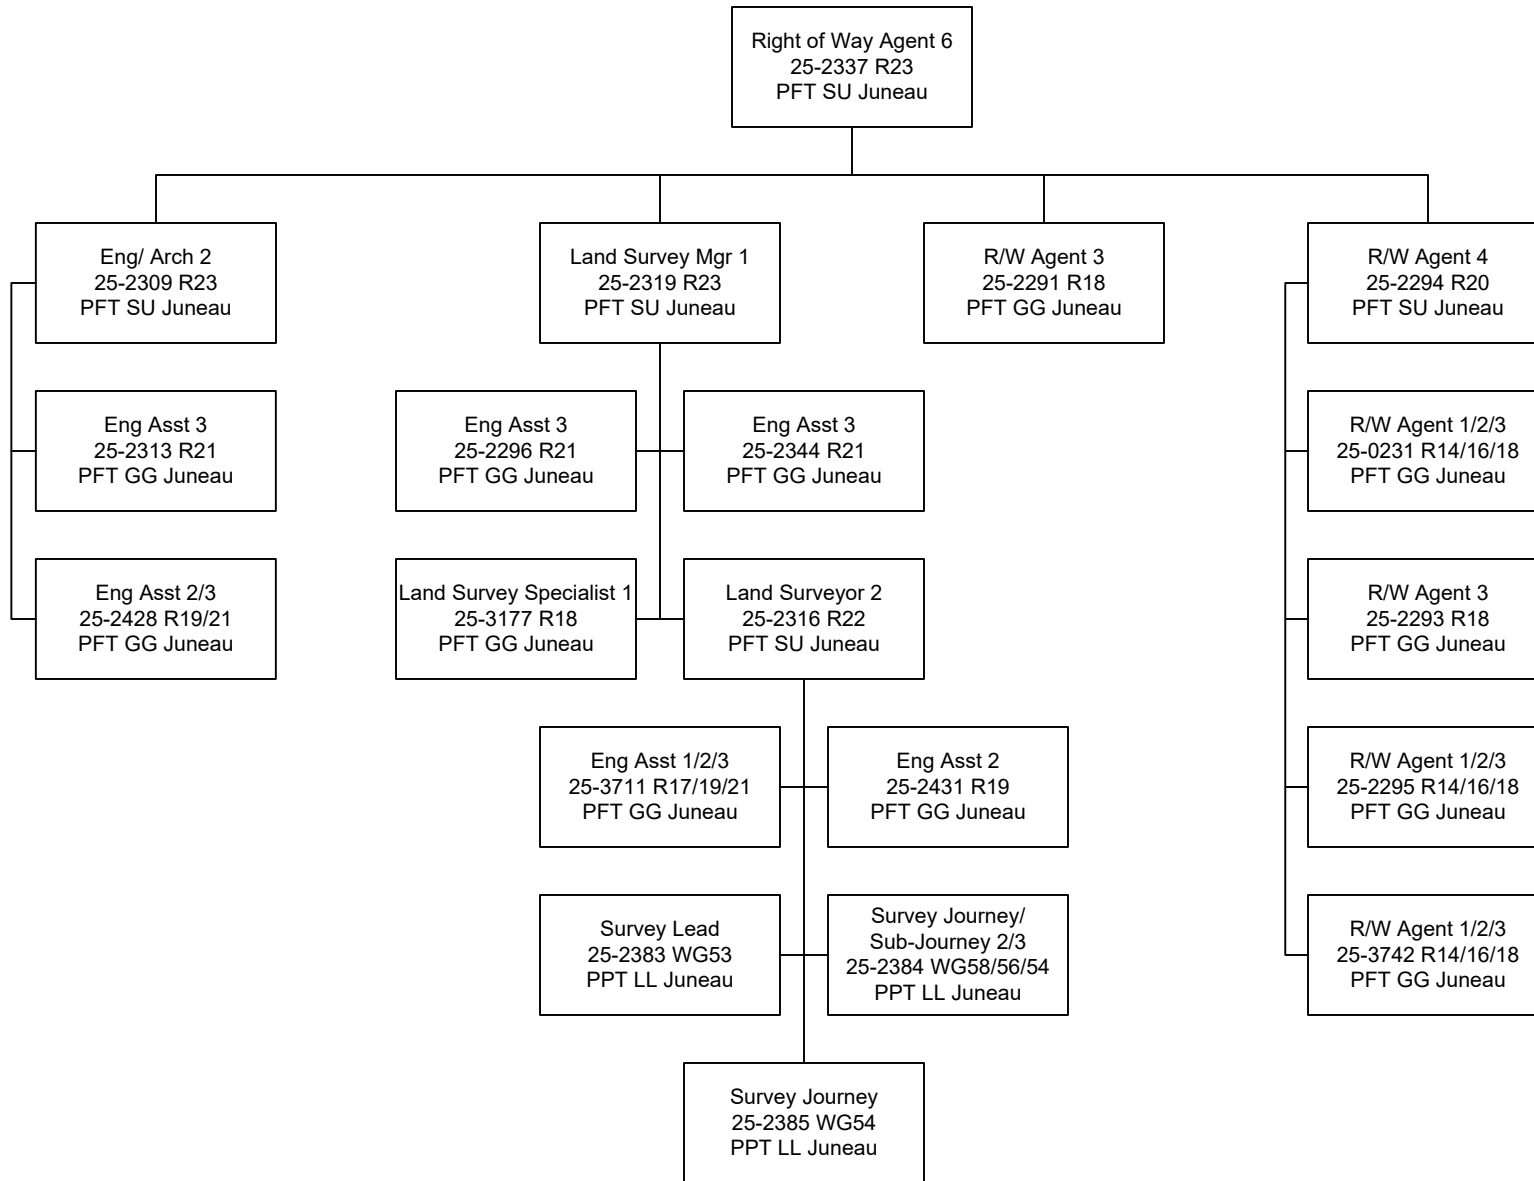 Right of Way Agent 6
25-2337 R23
PFT SU Juneau
Eng/ Arch 2
25-2309 R23
PFT SU Juneau
Land Survey Mgr 1
25-2319 R23
PFT SU Juneau
R/W Agent 3
25-2291 R18
PFT GG Juneau
R/W Agent 4
25-2294 R20
PFT SU Juneau
Eng Asst 3
25-2313 R21
PFT GG Juneau
Eng Asst 3
25-2296 R21
PFT GG Juneau
Eng Asst 3
25-2344 R21
PFT GG Juneau
R/W Agent 1/2/3
25-0231 R14/16/18
PFT GG Juneau
Eng Asst 2/3
25-2428 R19/21
PFT GG Juneau
Land Survey Specialist 1
25-3177 R18
PFT GG Juneau
Land Surveyor 2
25-2316 R22
PFT SU Juneau
R/W Agent 3
25-2293 R18
PFT GG Juneau
Eng Asst 1/2/3
25-3711 R17/19/21
PFT GG Juneau
Eng Asst 2
25-2431 R19
PFT GG Juneau
R/W Agent 1/2/3
25-2295 R14/16/18
PFT GG Juneau
Survey Lead
25-2383 WG53
PPT LL Juneau
Survey Journey/
Sub-Journey 2/3
25-2384 WG58/56/54
PPT LL Juneau
R/W Agent 1/2/3
25-3742 R14/16/18
PFT GG Juneau
Survey Journey
25-2385 WG54
PPT LL Juneau